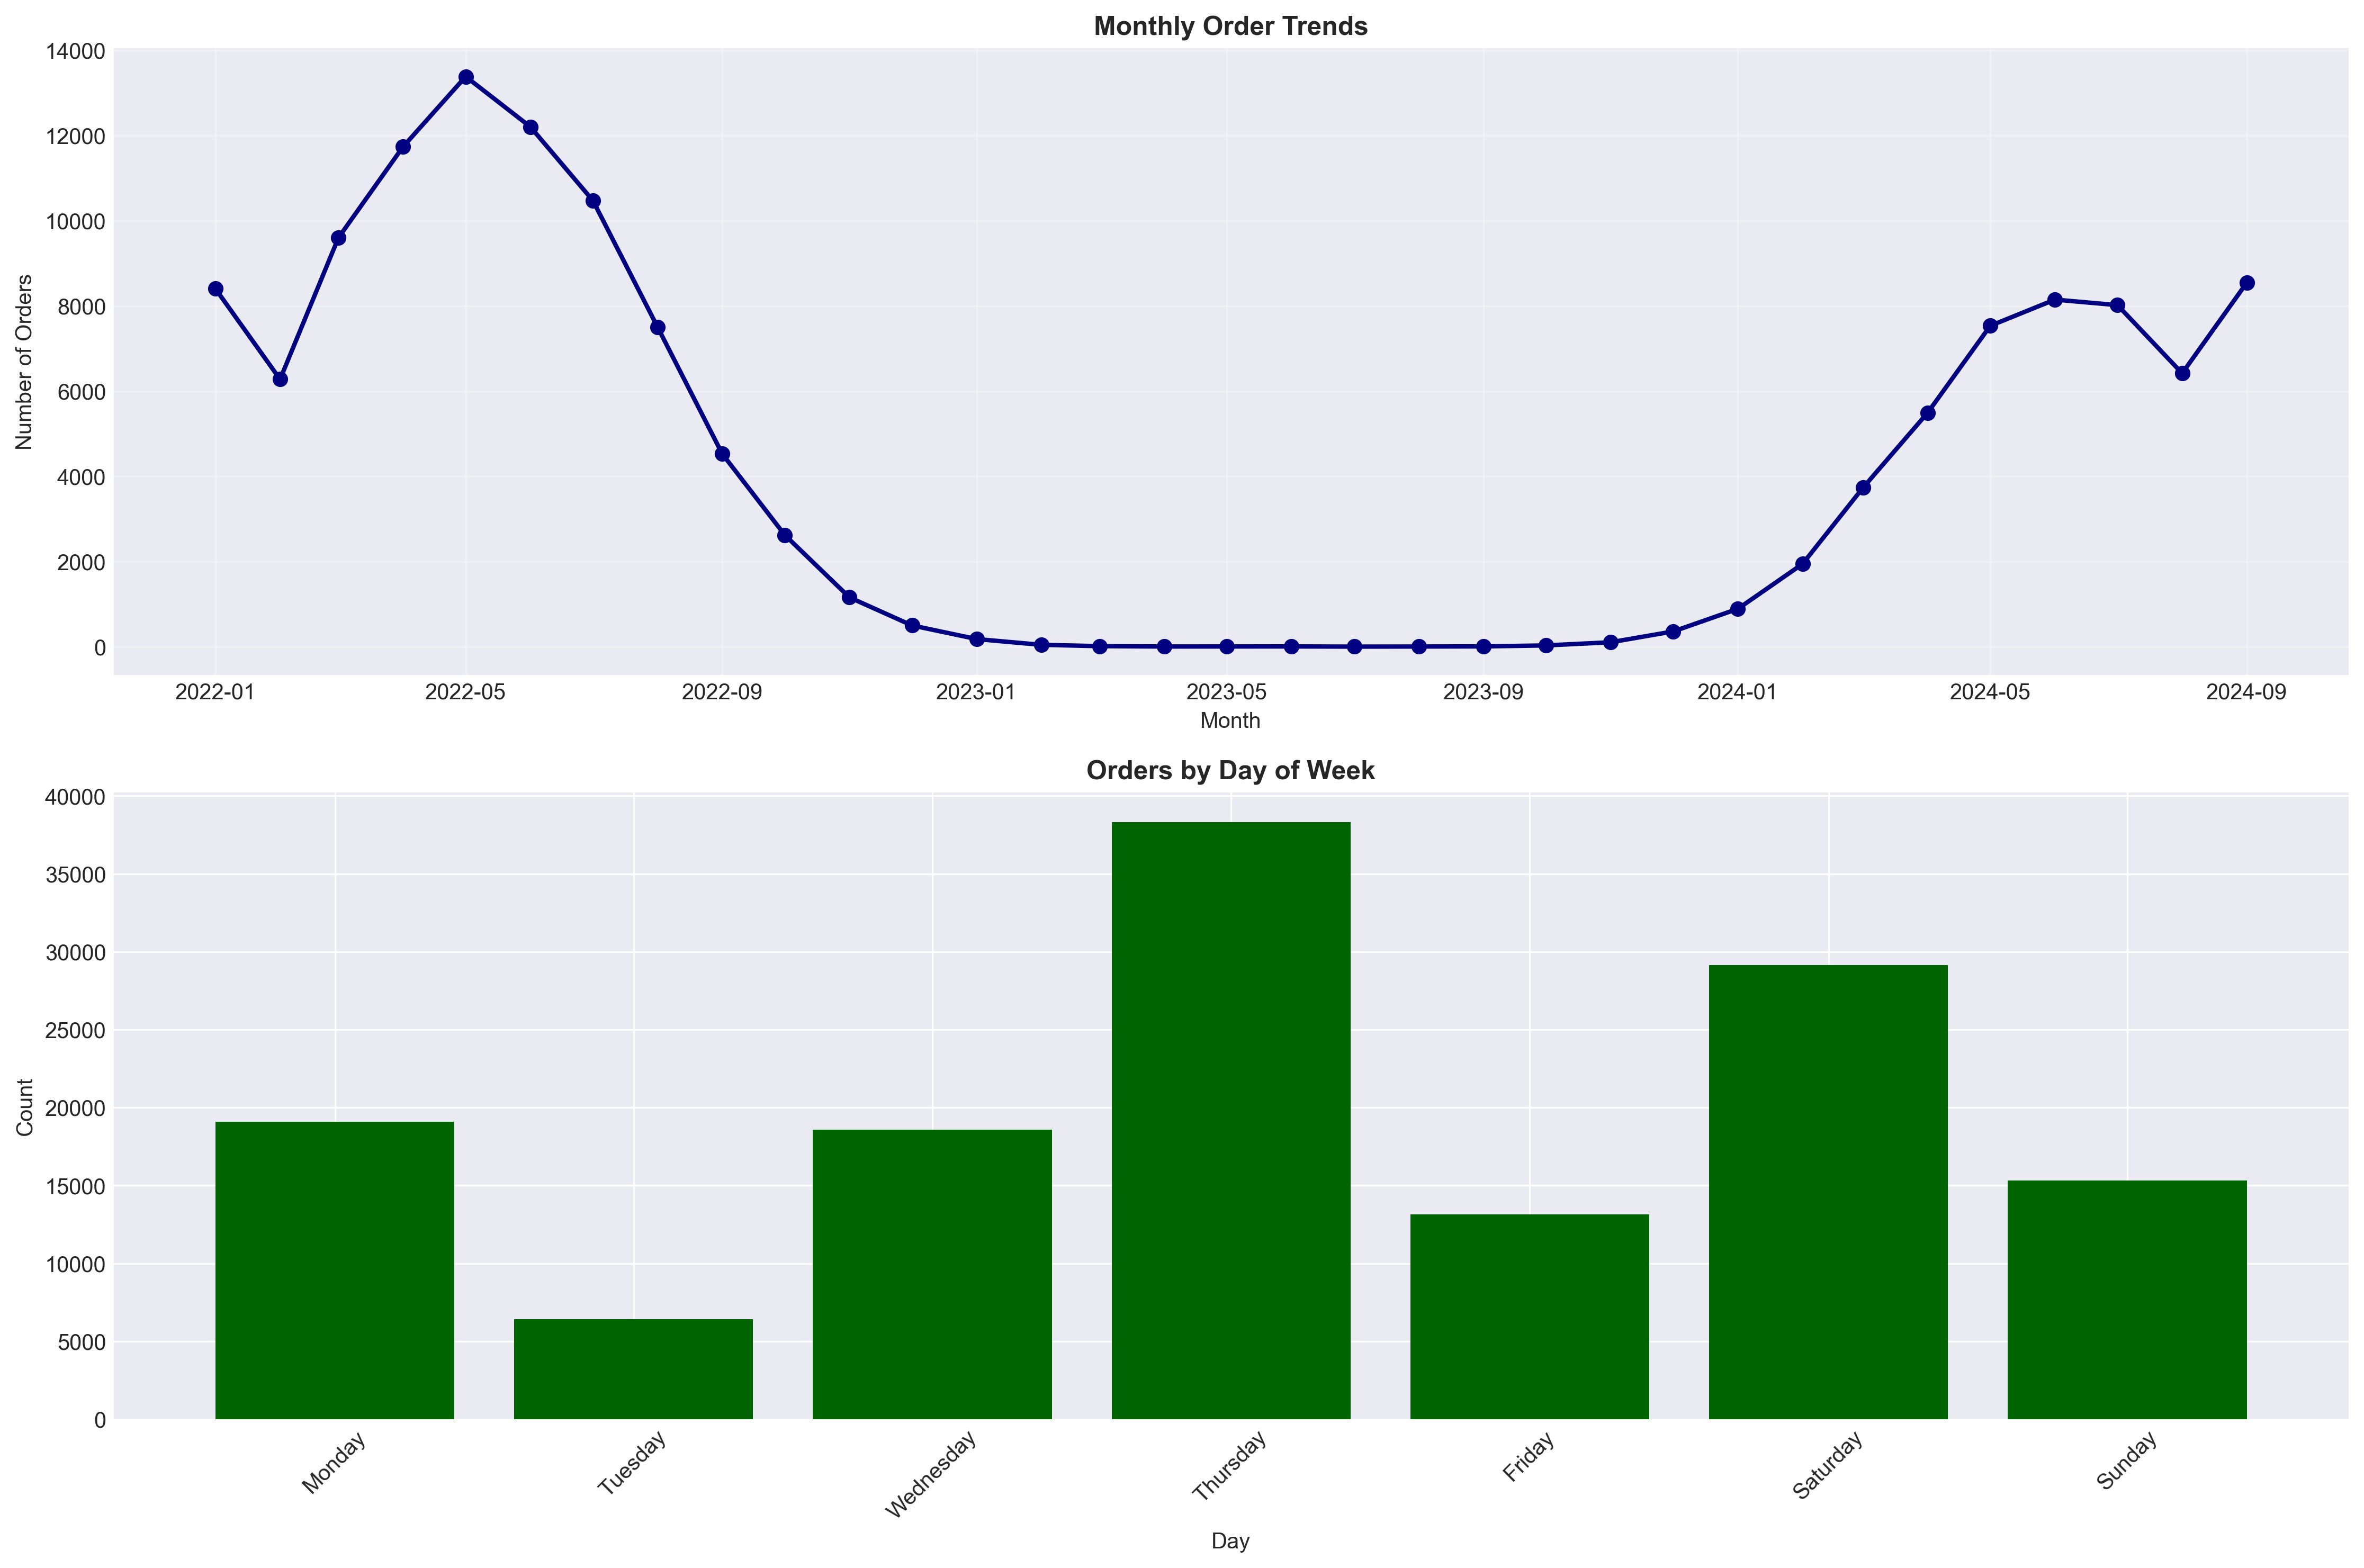 Monthly Order Trends
14000
12000
10000
8000
6000
4000
2000
0
Number of Orders
2022-01 2022-05 2022-09 2023-01 2023-05 2023-09 2024-01 2024-05 2024-09
Month
Orders by Day of Week
40000
35000
30000
25000
20000
15000
10000
5000
0
Count
Monday Tuesday Wednesday Thursday Friday Saturday Sunday
Day